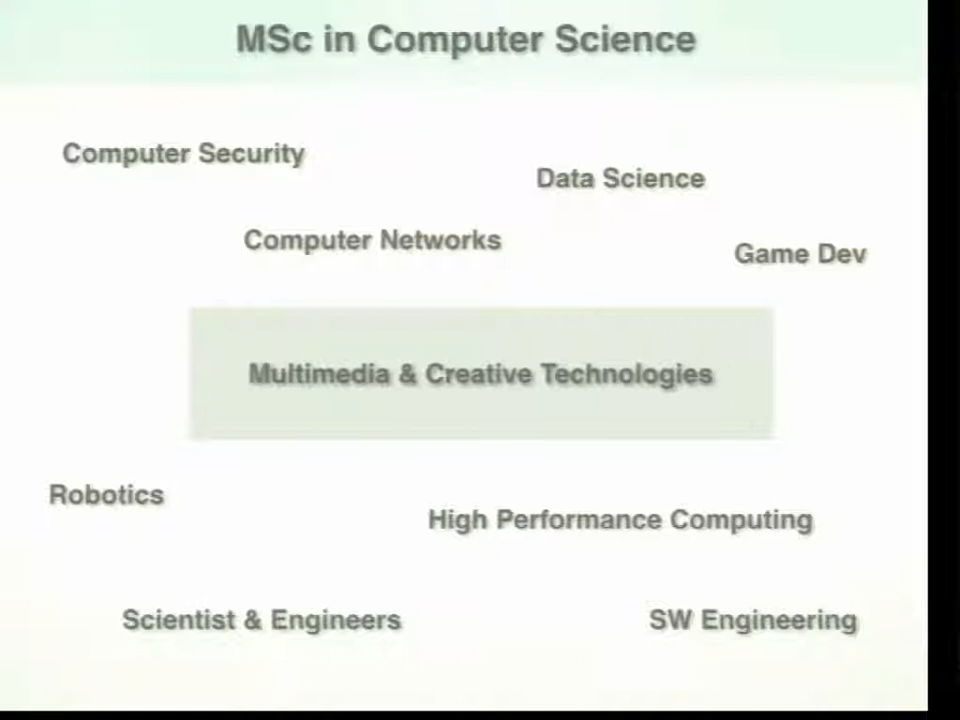 MSc in Computer Science
Computer Security
Data Science
Computer Networks
Game Dev
Multimedia & Creative Technologies
Robotics
High Performance Computing
Scientist & Engineers
SW Engineering